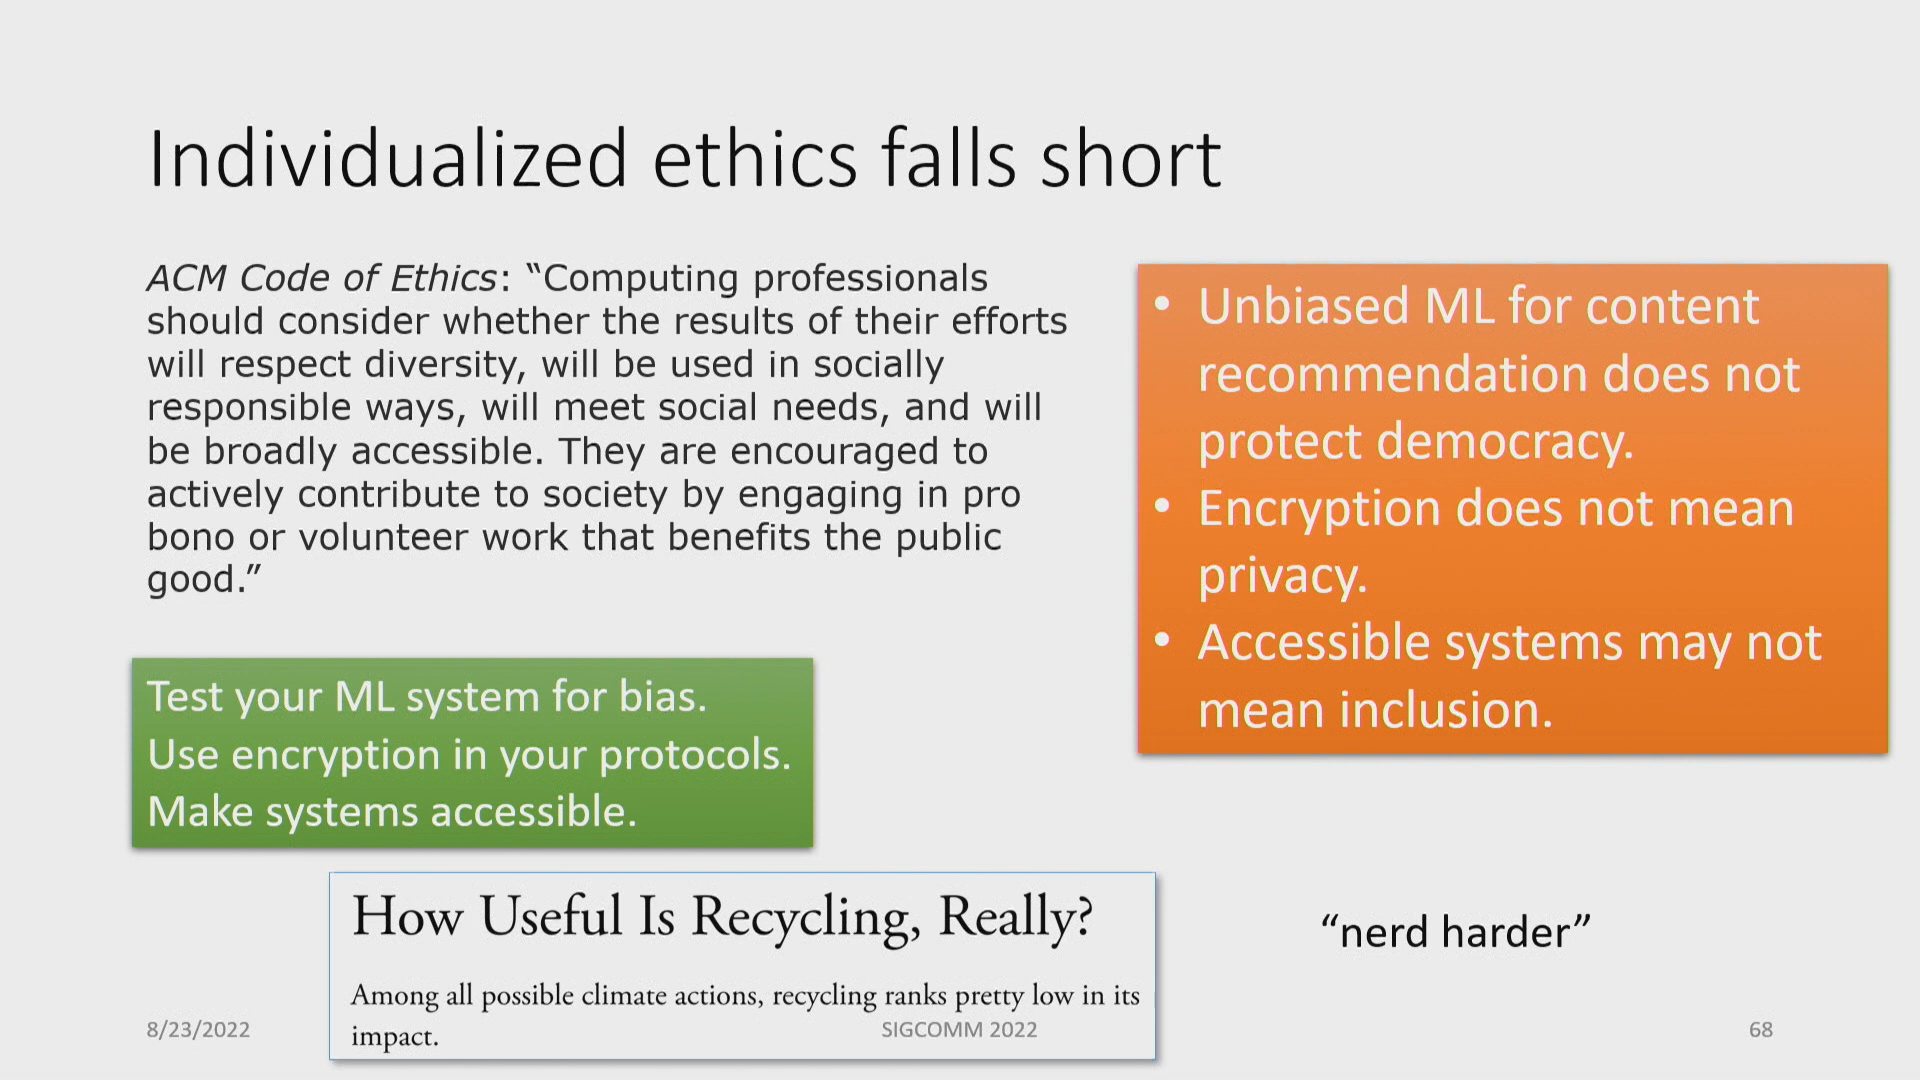 Individualized ethics falls short
ACM Code of Ethics: “Computing professionals
should consider whether the results of their efforts
will respect diversity, will be used in socially
responsible ways, will meet social needs, and will
be broadly accessible. They are encouraged to
actively contribute to society by engaging in pro
bono or volunteer work that benefits the public
good.”
Test your ML system for bias.
Use encryption in your protocols.
Make systems accessible.
• Unbiased ML for content
recommendation does not
protect democracy.
• Encryption does not mean
privacy.
• Accessible systems may not
mean inclusion.
How Useful Is Recycling, Really?
Among all possible climate actions, recycling ranks pretty low in its
impact.
“nerd harder”
8/23/2022
SIGCOMM 2022
68